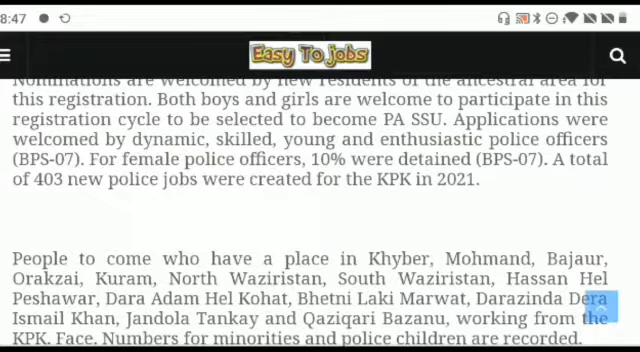 8:47
Easy To jobs
Nominations are welcomed by new residents of the ancestral area for
this registration. Both boys and girls are welcome to participate in this
registration cycle to be selected to become PA SSU. Applications were
welcomed by dynamic, skilled, young and enthusiastic police officers
(BPS-07). For female police officers, 10% were detained (BPS-07). A total
of 403 new police jobs were created for the KPK in 2021.
People to come who have a place in Khyber, Mohmand, Bajaur,
Orakzai, Kuram, North Waziristan, South Waziristan, Hassan Hel
Peshawar, Dara Adam Hel Kohat, Bhetni Laki Marwat, Darazinda Dera
Ismail Khan, Jandola Tankay and Qaziqari Bazanu, working from the
KPK. Face. Numbers for minorities and police children are recorded.